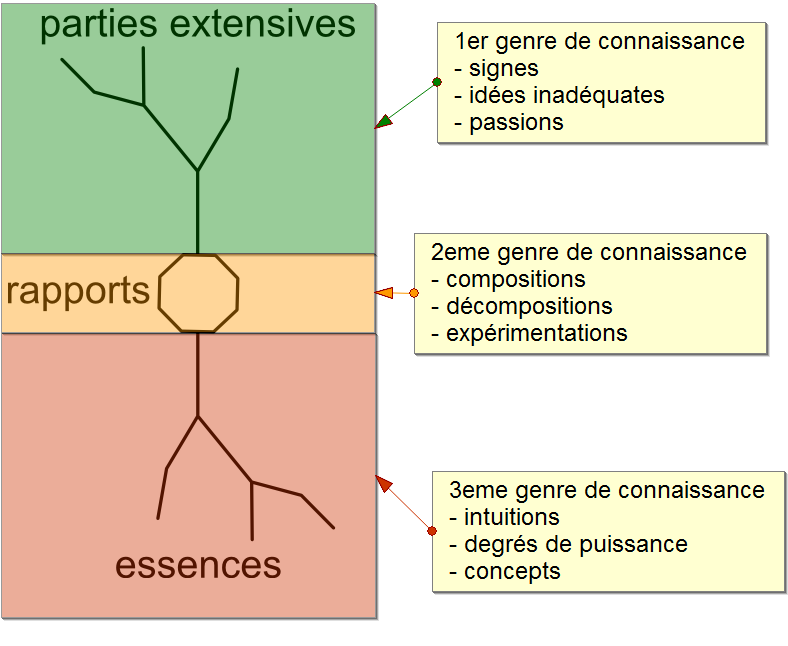 parties extensives
1er genre de connaissance
- signes
- idées inadéquates
- passions
rapports
2eme genre de connaissance
- compositions
- décompositions
- expérimentations
3eme genre de connaissance
- intuitions
- degrés de puissance
- concepts
essences